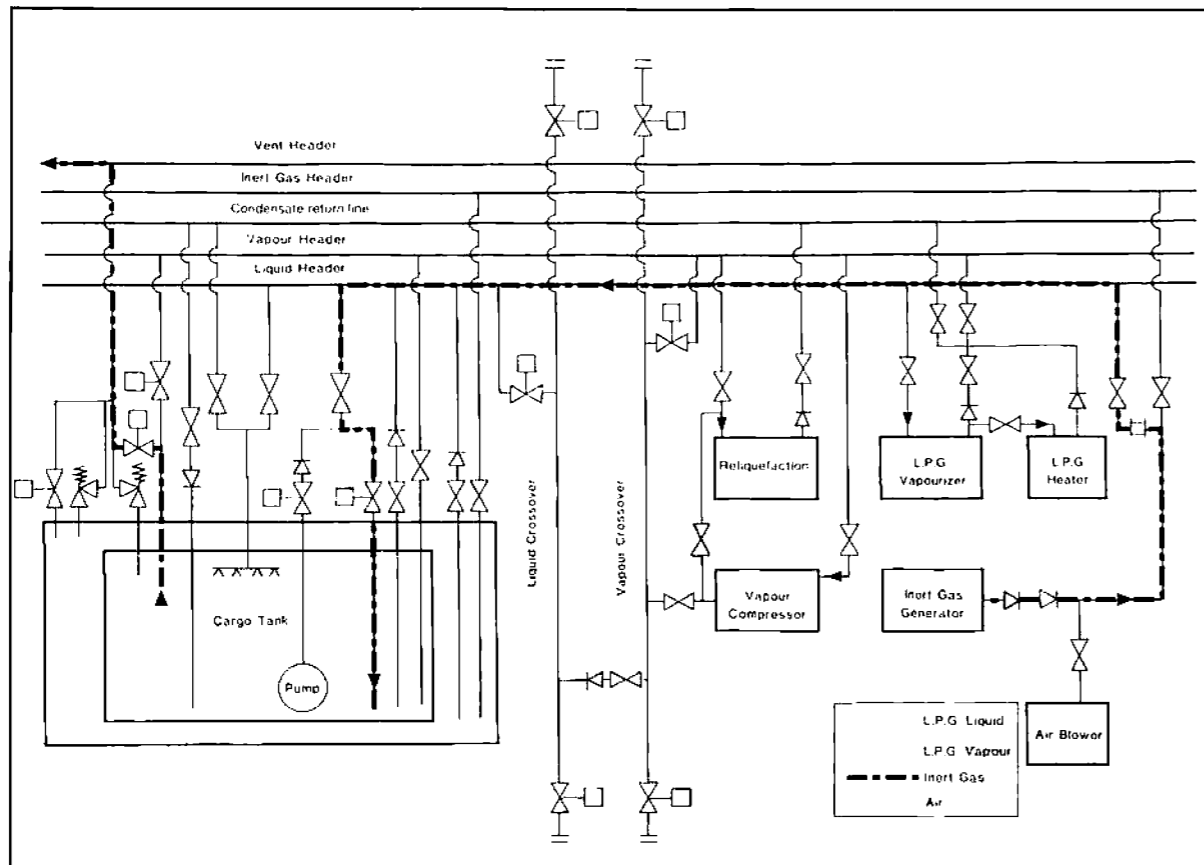 Vent Header
Inert Gas Header
Condensate return line
Vapour Header
Liquid Header
Reliquefaction
L.P.G
Vapourizer
L.P.G
Heater
Liquid Crossover
Vapour Crossover
Cargo Tank
Pump
Vapour
Compressor
Inert Gas
Generator
Air Blower
L.P.G Liquid
L.P.G Vapour
Inert Gas
Air